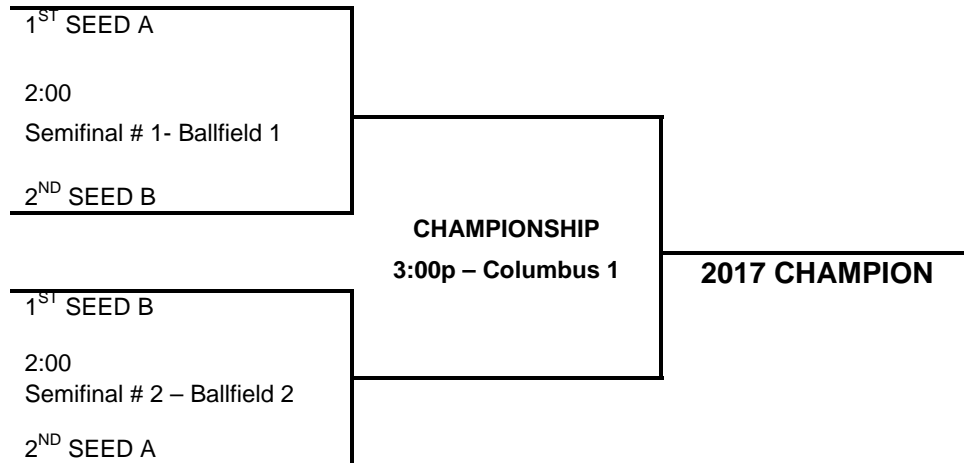 1ST SEED A
2:00
Semifinal # 1- Ballfield 1
2ND SEED B
CHAMPIONSHIP
3:00p – Columbus 1
2017 CHAMPION
1ST SEED B
2:00
Semifinal # 2 – Ballfield 2
2ND SEED A